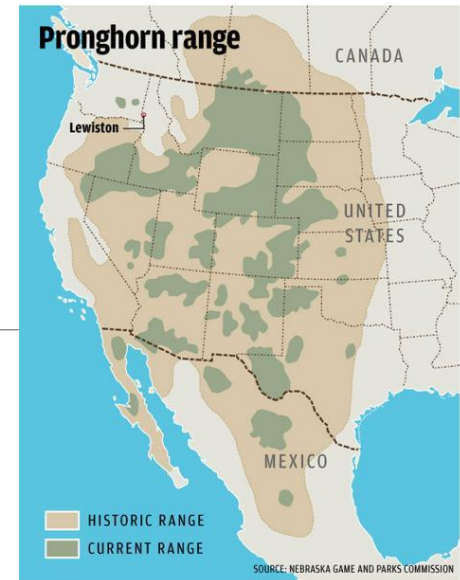 Pronghorn range
CANADA
Lewiston
UNITED
STATES
MEXICO
HISTORIC RANGE
CURRENT RANGE
SOURCE: NEBRASKA GAME AND PARKS COMMISSION